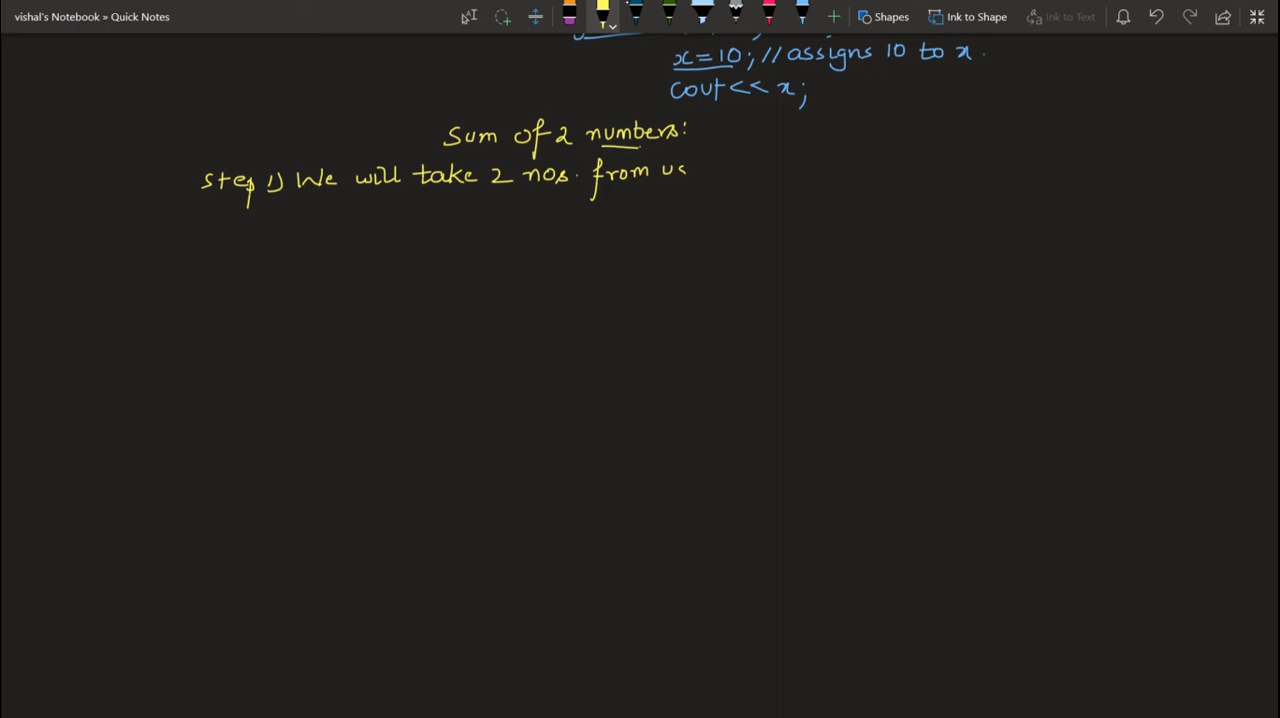 vishal's Notebook » Quick Notes
Shapes
Ink to Shape
Ink to Text
x=10; // assigns 10 to x.
cout<< x;
Sum of 2 numbers:
step 1) We will take 2 nos. from us